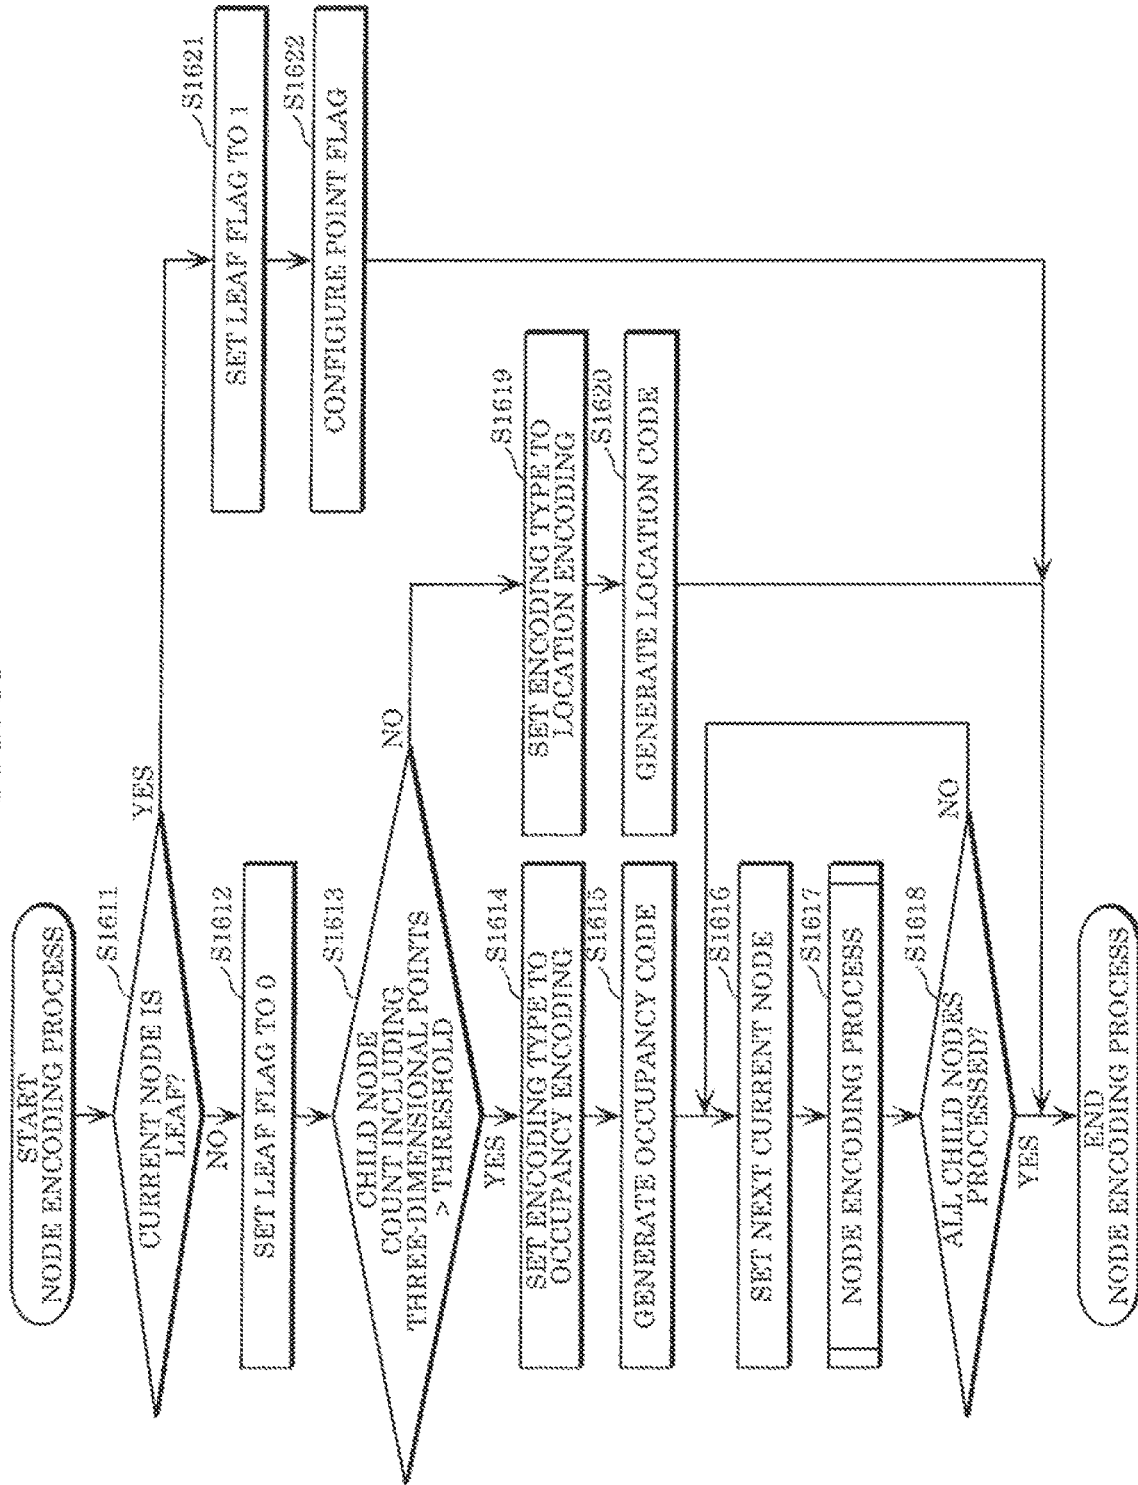 START
NODE ENCODING PROCESS
S1611
CURRENT NODE IS
LEAF?
YES
NO
S1612
SET LEAF FLAG TO 0
S1613
CHILD NODE
COUNT INCLUDING
THREE-DIMENSIONAL POINTS
> THRESHOLD
NO
YES
S1614
SET ENCODING TYPE TO
OCCUPANCY ENCODING
S1615
GENERATE OCCUPANCY CODE
S1616
SET NEXT CURRENT NODE
S1617
NODE ENCODING PROCESS
S1618
ALL CHILD NODES
PROCESSED?
NO
YES
S1619
SET ENCODING TYPE TO
LOCATION ENCODING
S1620
GENERATE LOCATION CODE
S1621
SET LEAF FLAG TO 1
S1622
CONFIGURE POINT FLAG
END
NODE ENCODING PROCESS